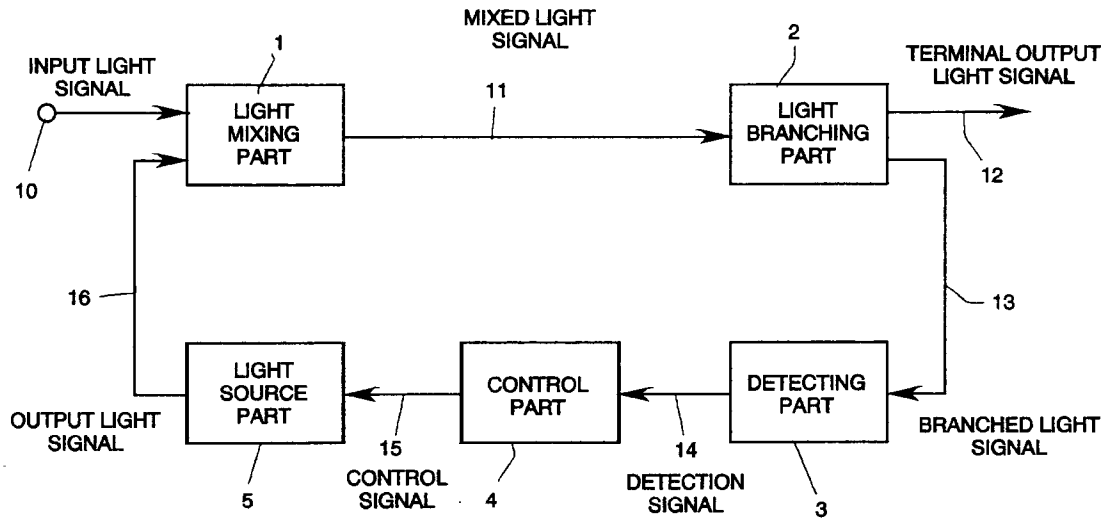 MIXED LIGHT
SIGNAL
1
2
INPUT LIGHT
SIGNAL
TERMINAL OUTPUT
LIGHT SIGNAL
11
LIGHT
MIXING
PART
LIGHT
BRANCHING
PART
10
12
16
13
LIGHT
SOURCE
PART
CONTROL
PART
DETECTING
PART
OUTPUT LIGHT
SIGNAL
15
14
BRANCHED LIGHT
SIGNAL
5
CONTROL
SIGNAL
4
DETECTION
SIGNAL
3